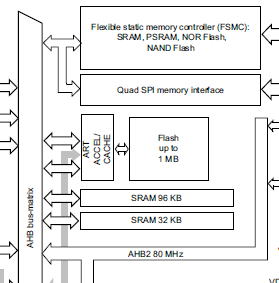 Flexible static memory controller (FSMC):
SRAM, PSRAM, NOR Flash,
NAND Flash
Quad SPI memory interface
ART
ACCEL/
CACHE
Flash
up to
1 MB
SRAM 96 KB
SRAM 32 KB
AHB bus-matrix
AHB2 80 MHz